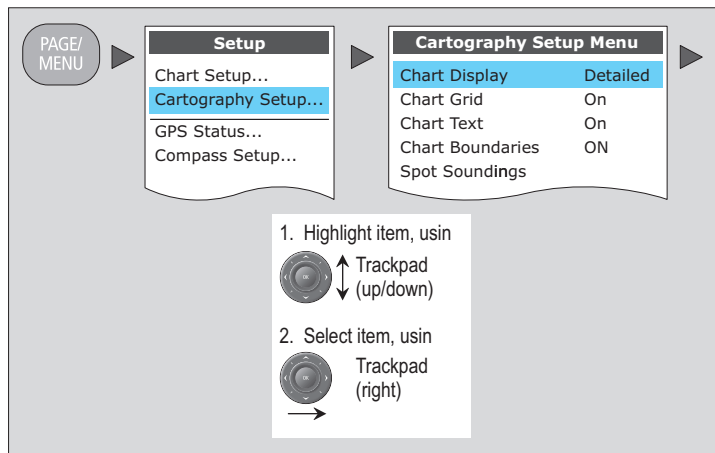 PAGE/
MENU
Setup
Chart Setup...
Cartography Setup...
GPS Status...
Compass Setup...
Cartography Setup Menu
Chart Display Detailed
Chart Grid On
Chart Text On
Chart Boundaries ON
Spot Soundings
1. Highlight item, usin
OK
Trackpad
(up/down)
2. Select item, usin
OK
Trackpad
(right)